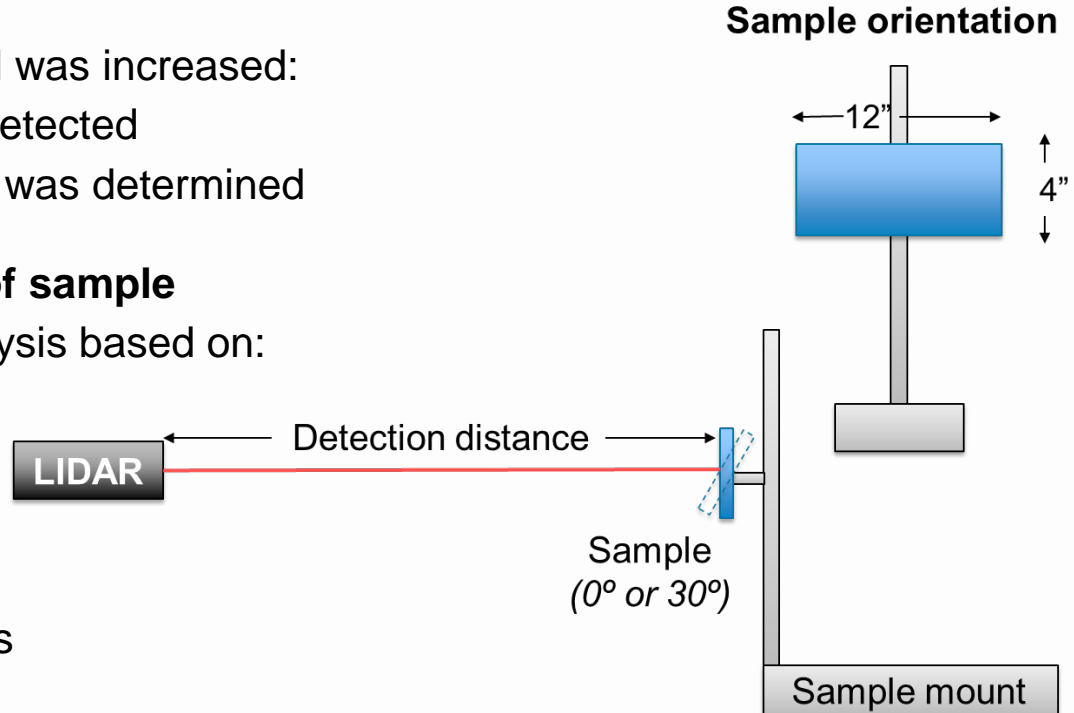 Sample orientation
was increased:
etected
was determined
of sample
ysis based on:
12”
4”
LIDAR
Detection distance
Sample
(0º or 30º)
s
Sample mount